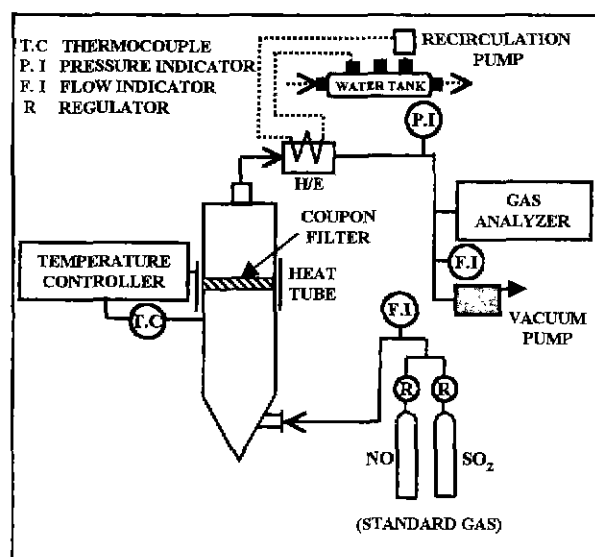 T.C THERMOCOUPLE
P. I PRESSURE INDICATOR
F. I FLOW INDICATOR
R REGULATOR
RECIRCULATION
PUMP
WATER TANK
P.I
H/E
GAS
ANALYZER
COUPON
FILTER
TEMPERATURE
CONTROLLER
HEAT
TUBE
F.I
T.C
F.I
VACUUM
PUMP
R
R
NO
SO₂
(STANDARD GAS)